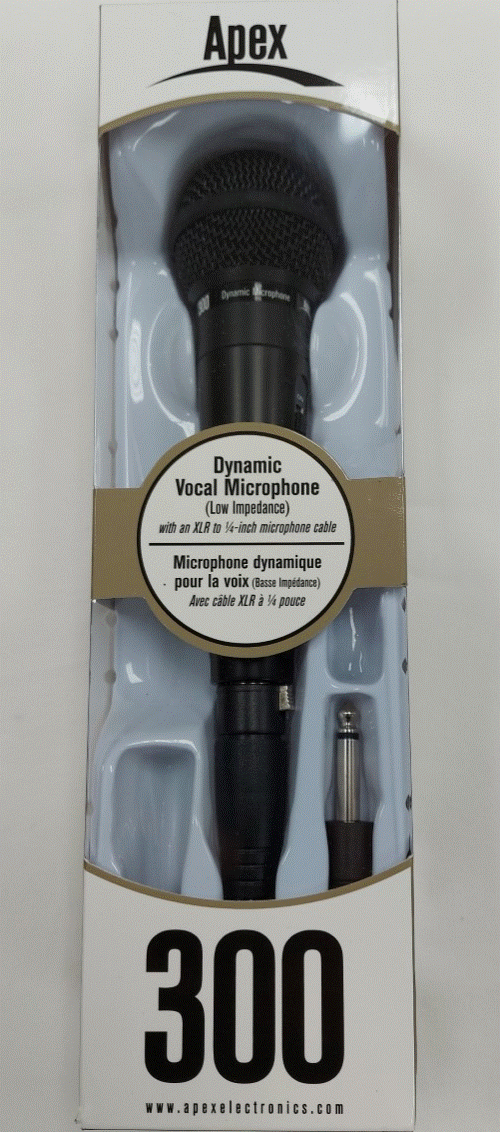 Apex
300 Dynamic Microphone
Dynamic
Vocal Microphone
(Low Impedance)
with an XLR to ¼-inch microphone cable
Microphone dynamique
pour la voix (Basse Impédance)
Avec câble XLR à ¼ pouce
300
www.apexelectronics.com